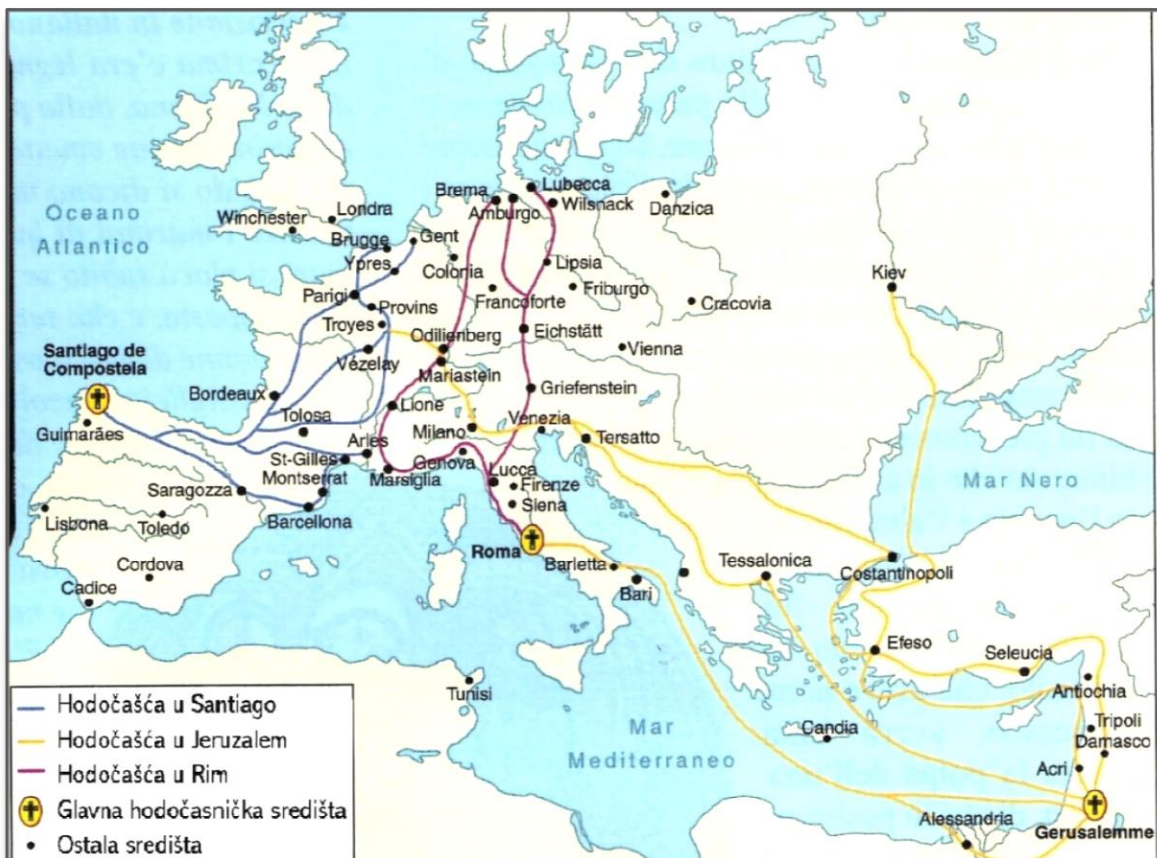 Oceano
Atlantico
Winchester
Londra
Brugge
Gent
Ypres
Colonia
Brema
Amburgo
Lubecca
Wilsnack
Danzica
Lipsia
Francoforte
Friburgo
Cracovia
Kiev
Parigi
Provins
Troyes
Odilienberg
Eichstätt
Vienna
Santiago de
Compostela
Vézelay
Mariastein
Griefenstein
Bordeaux
Lione
Guimarães
Tolosa
Milano
Venezia
Tersatto
Arles
St-Gilles
Genova
Montserrat
Marsiglia
Lucca
Firenze
Siena
Mar Nero
Saragozza
Lisbona
Toledo
Barcellona
Roma
Barletta
Bari
Tessalonica
Costantinopoli
Cordova
Cadice
Efeso
Seleucia
Antiochia
Tunisi
Candia
Tripoli
Damasco
Acri
Mar
Mediterraneo
Alessandria
Gerusalemme
Hodočašća u Santiago
Hodočašća u Jeruzalem
Hodočašća u Rim
Glavna hodočasnička središta
Ostala središta